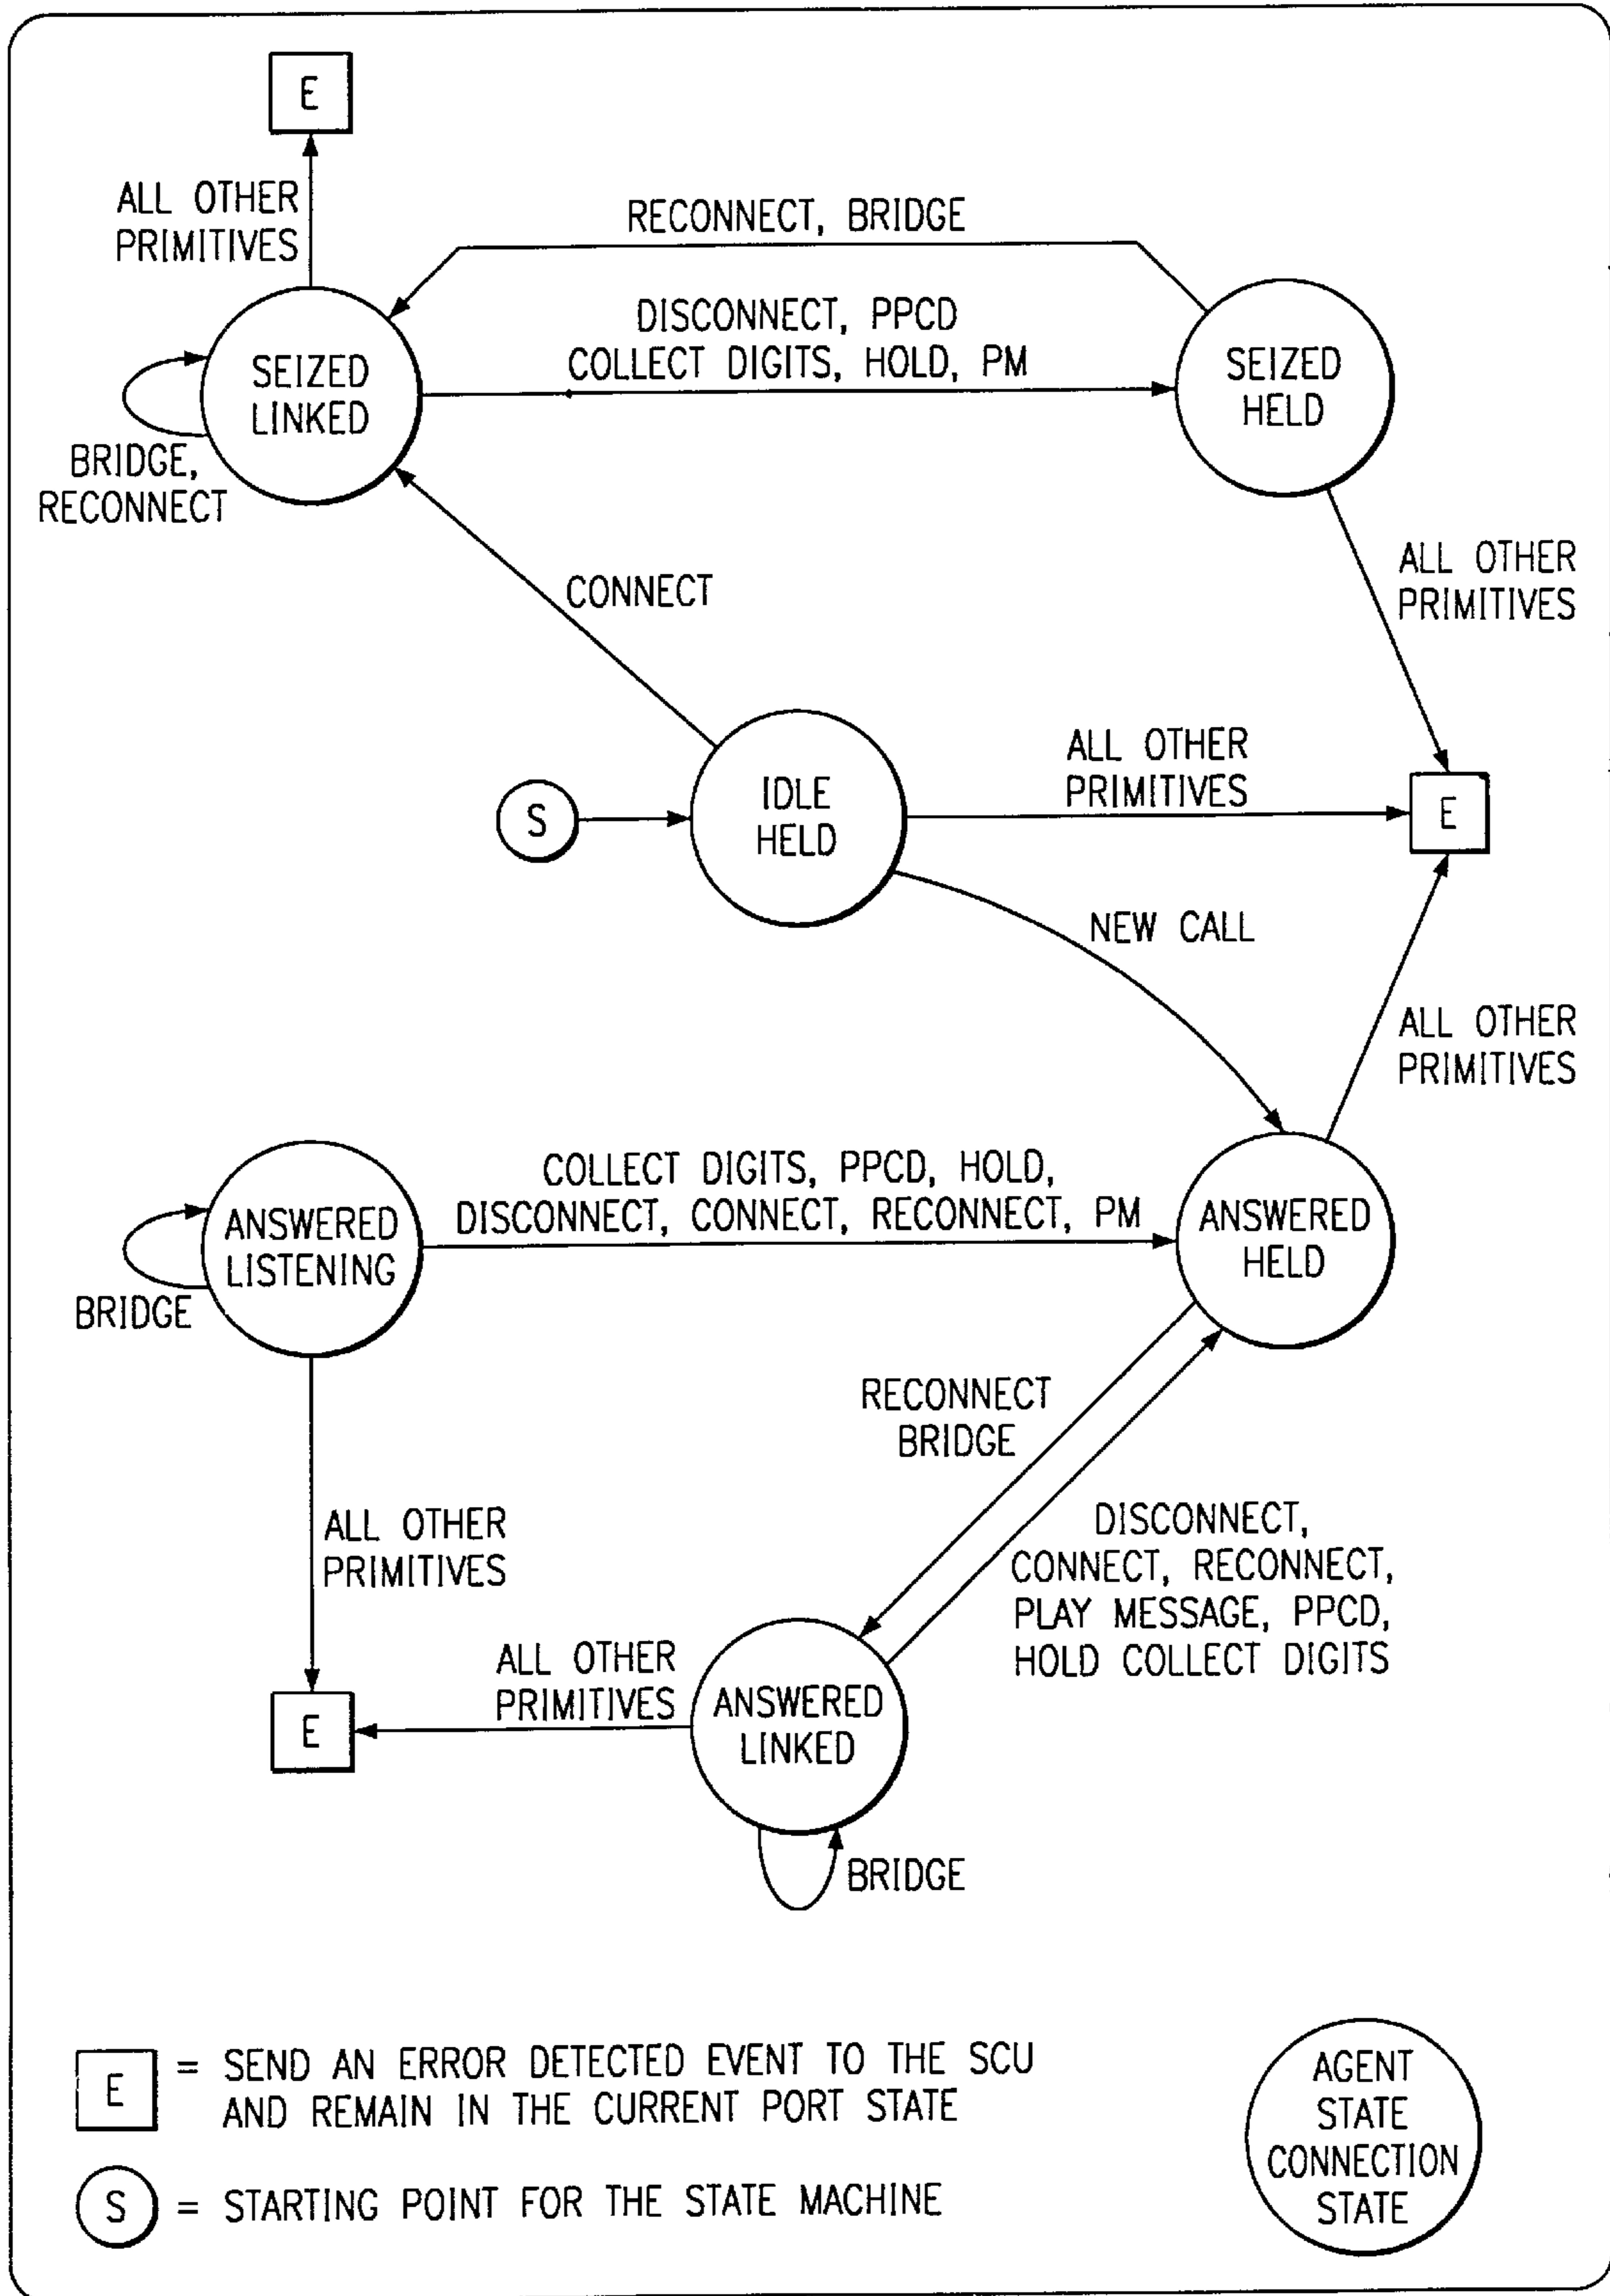 E
ALL OTHER
PRIMITIVES
RECONNECT, BRIDGE
DISCONNECT, PPCD
COLLECT DIGITS, HOLD, PM
SEIZED
LINKED
SEIZED
HELD
BRIDGE,
RECONNECT
CONNECT
ALL OTHER
PRIMITIVES
ALL OTHER
PRIMITIVES
S
IDLE
HELD
E
NEW CALL
ALL OTHER
PRIMITIVES
COLLECT DIGITS, PPCD, HOLD,
DISCONNECT, CONNECT, RECONNECT, PM
ANSWERED
LISTENING
ANSWERED
HELD
BRIDGE
RECONNECT
BRIDGE
ALL OTHER
PRIMITIVES
DISCONNECT,
CONNECT, RECONNECT,
PLAY MESSAGE, PPCD,
HOLD COLLECT DIGITS
ALL OTHER
PRIMITIVES
E
ANSWERED
LINKED
BRIDGE
E = SEND AN ERROR DETECTED EVENT TO THE SCU
AND REMAIN IN THE CURRENT PORT STATE
S = STARTING POINT FOR THE STATE MACHINE
AGENT
STATE
CONNECTION
STATE